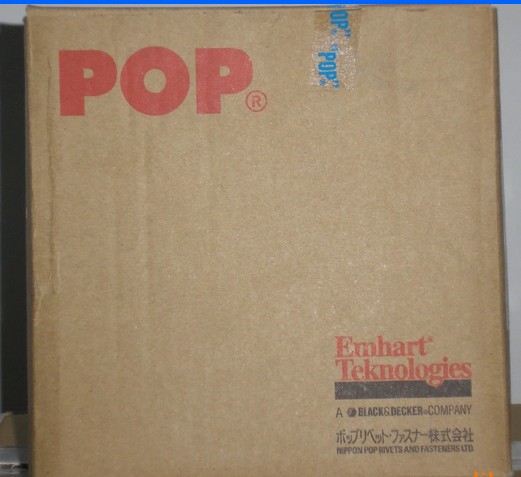 POP®
"POP"
"POP"
Emhart®
Teknologies
A BLACK&DECKER® COMPANY
ポップリベット・ファスナー株式会社
NIPPON POP RIVETS AND FASTENERS LTD.